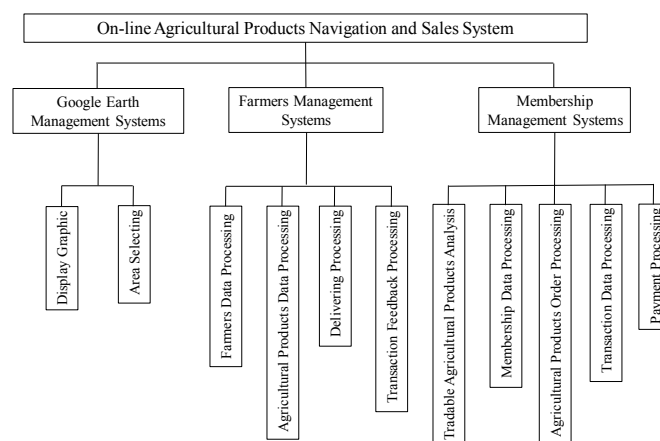 On-line Agricultural Products Navigation and Sales System
Google Earth
Management Systems
Farmers Management
Systems
Membership
Management Systems
Display Graphic
Area Selecting
Farmers Data Processing
Agricultural Products Data Processing
Delivering Processing
Transaction Feedback Processing
Tradable Agricultural Products Analysis
Membership Data Processing
Agricultural Products Order Processing
Transaction Data Processing
Payment Processing